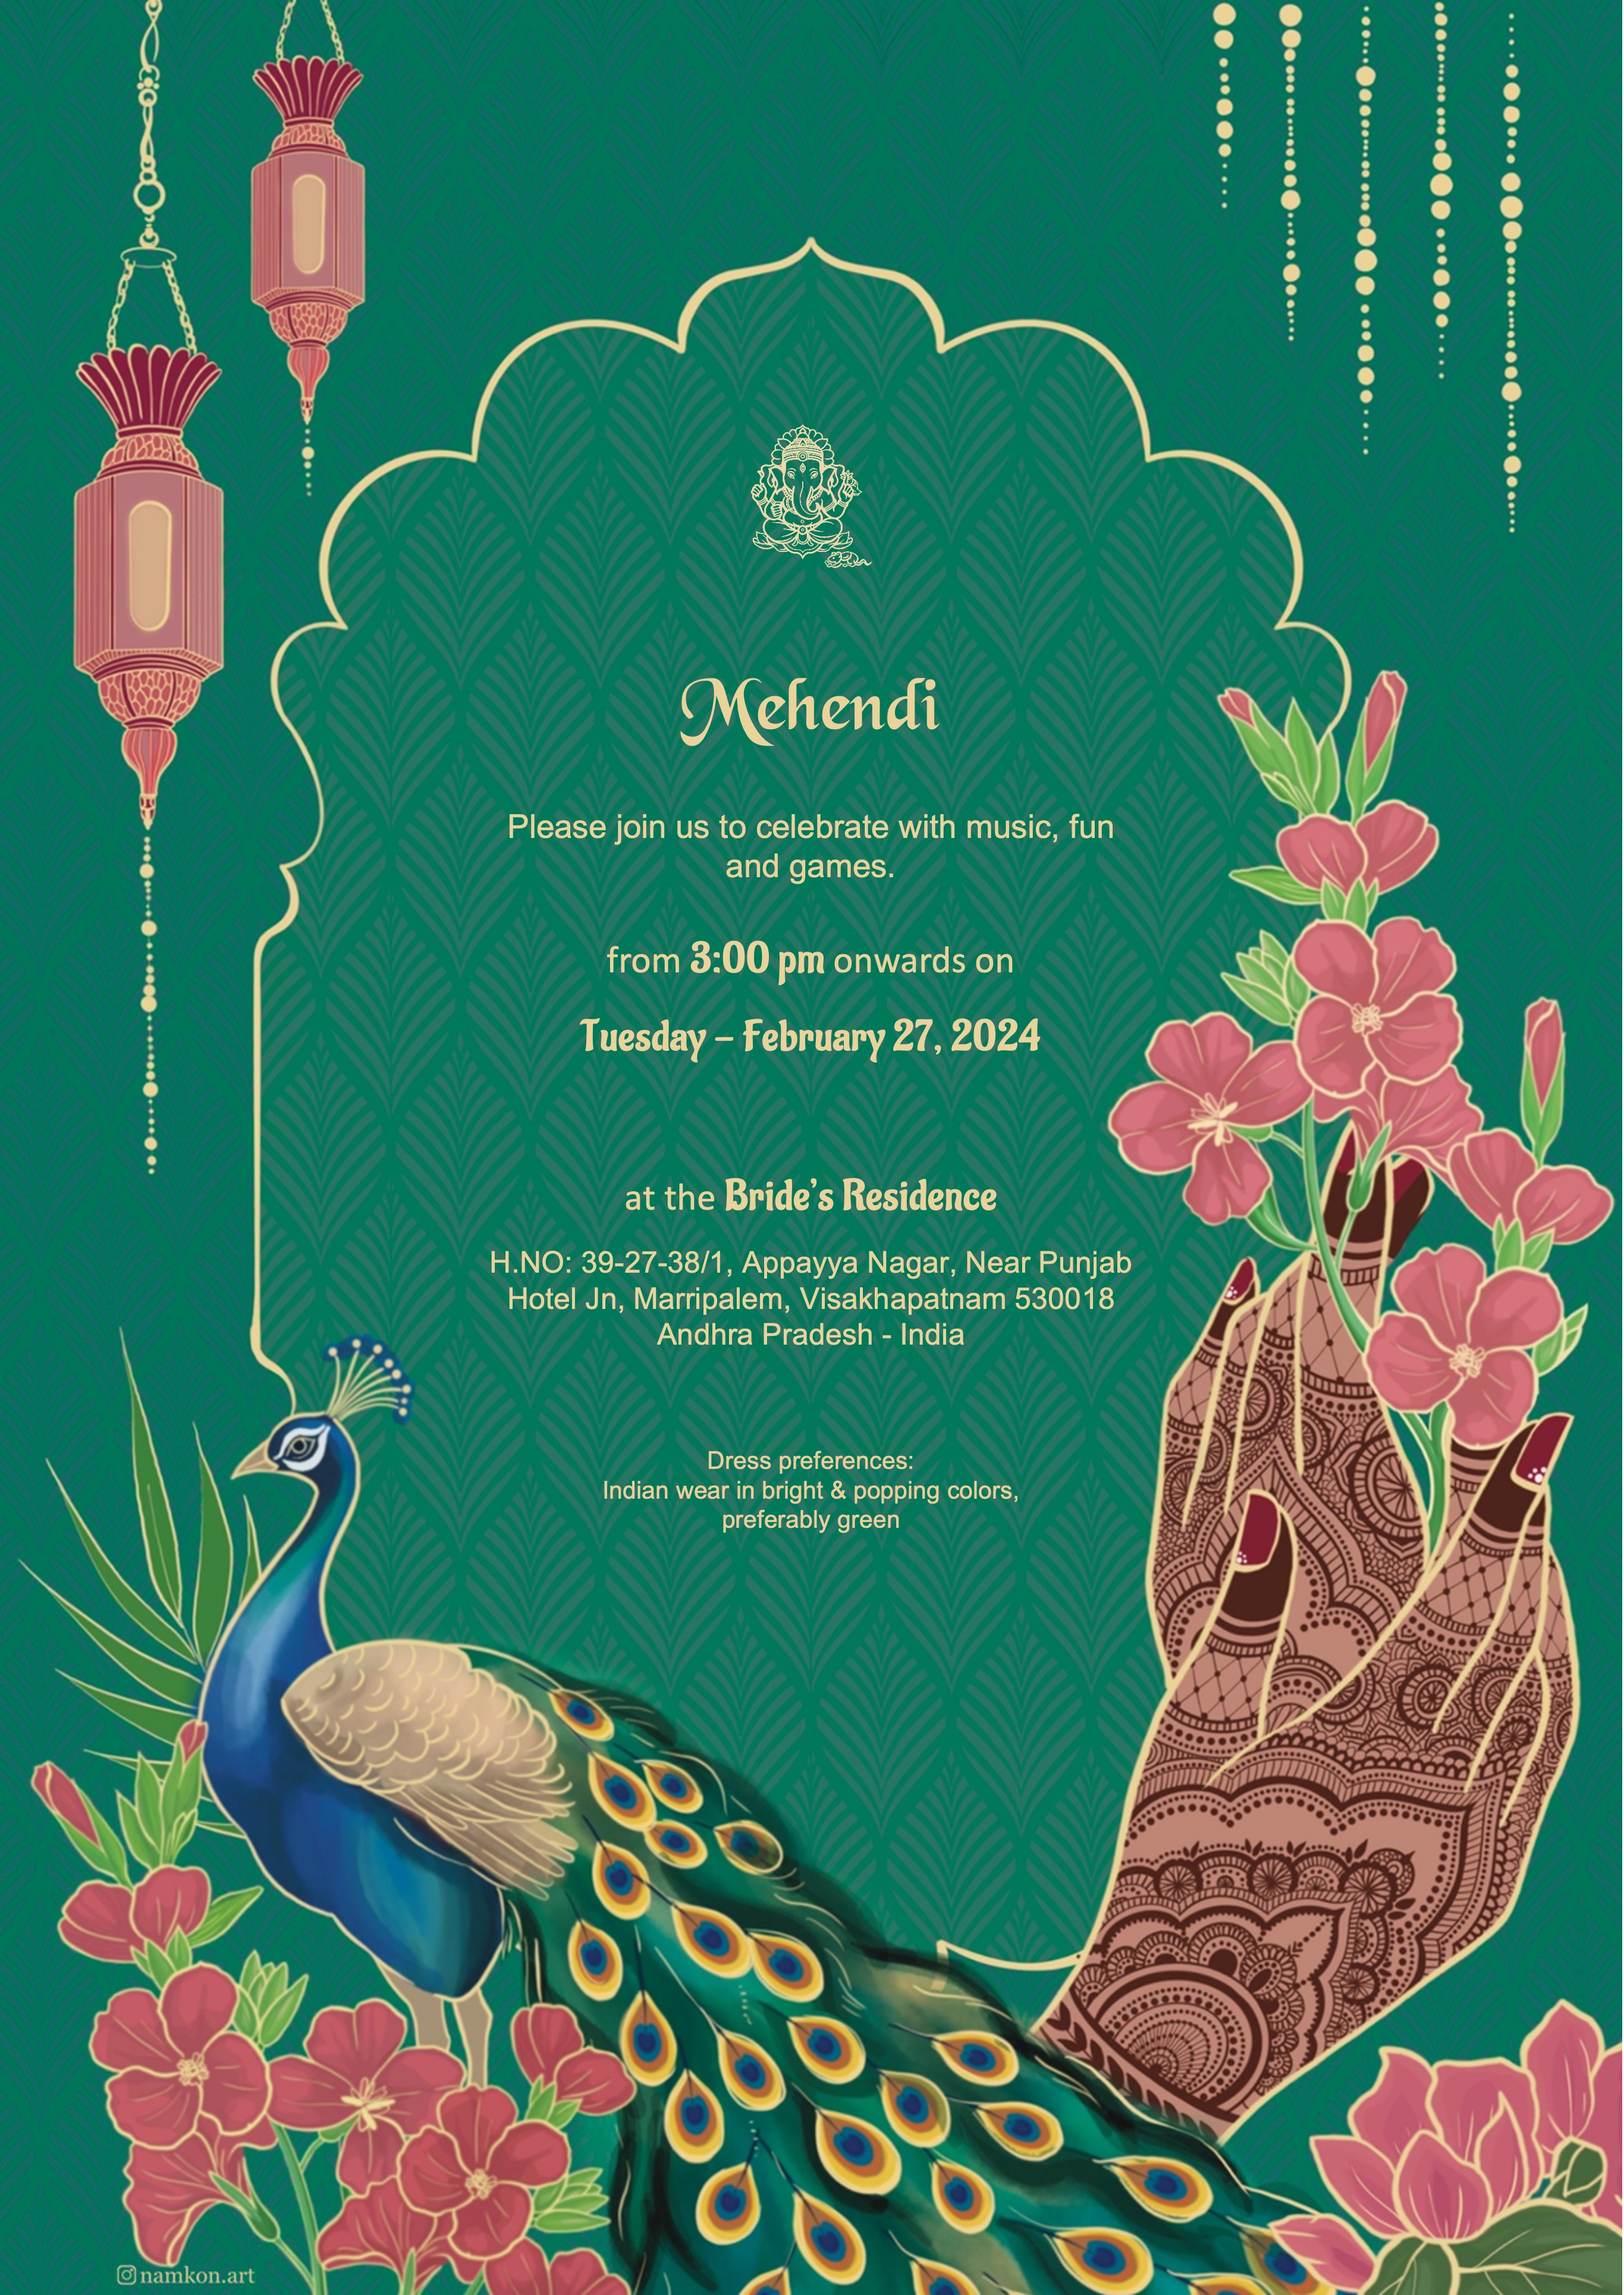 Mehendi
Please join us to celebrate with music, fun
and games.
from 3:00 pm onwards on
Tuesday – February 27, 2024
at the Bride's Residence
H.NO: 39-27-38/1, Appayya Nagar, Near Punjab
Hotel Jn, Marripalem, Visakhapatnam 530018
Andhra Pradesh - India
Dress preferences:
Indian wear in bright & popping colors,
preferably green
namkon.art